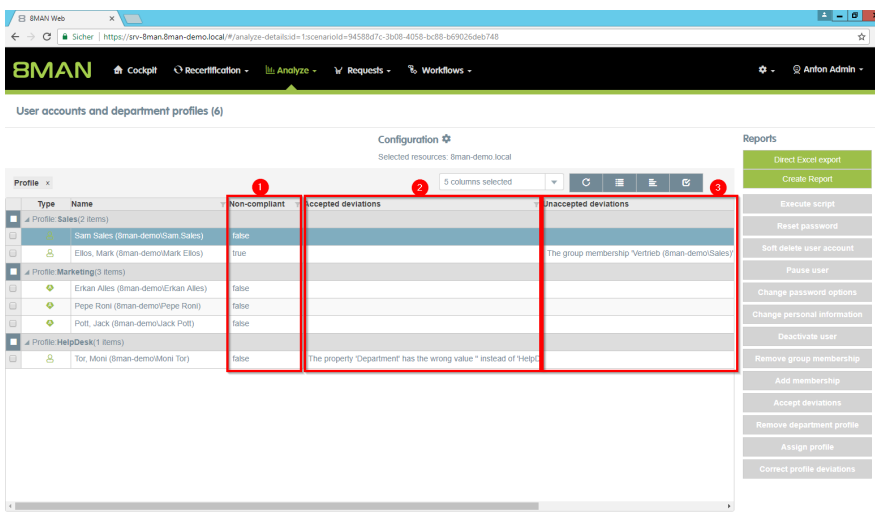 8MAN Web
Sicher | https://srv-8man.8man-demo.local/#/analyze-details;id=1;scenarioId=94588d7c-3b08-4058-bc88-b69026deb748
8MAN Cockpit Recertification Analyze Requests Workflows Anton Admin
User accounts and department profiles (6)
Configuration
Selected resources: 8man-demo.local
Reports
Direct Excel export
Create Report
Profile x
5 columns selected
1 2 3
Type Name Non-compliant Accepted deviations Unaccepted deviations
Profile: Sales(2 items)
Sam Sales (8man-demo\Sam.Sales) false
Ellos, Mark (8man-demo\Mark Ellos) true The group membership 'Vertrieb (8man-demo\Sales)'
Profile: Marketing(3 items)
Erkan Alles (8man-demo\Erkan Alles) false
Pepe Roni (8man-demo\Pepe Roni) false
Pott, Jack (8man-demo\Jack Pott) false
Profile: HelpDesk(1 items)
Tor, Moni (8man-demo\Moni Tor) false The property 'Department' has the wrong value '' instead of 'HelpD
Execute script
Reset password
Soft delete user account
Pause user
Change password options
Change personal information
Deactivate user
Remove group membership
Add membership
Accept deviations
Remove department profile
Assign profile
Correct profile deviations